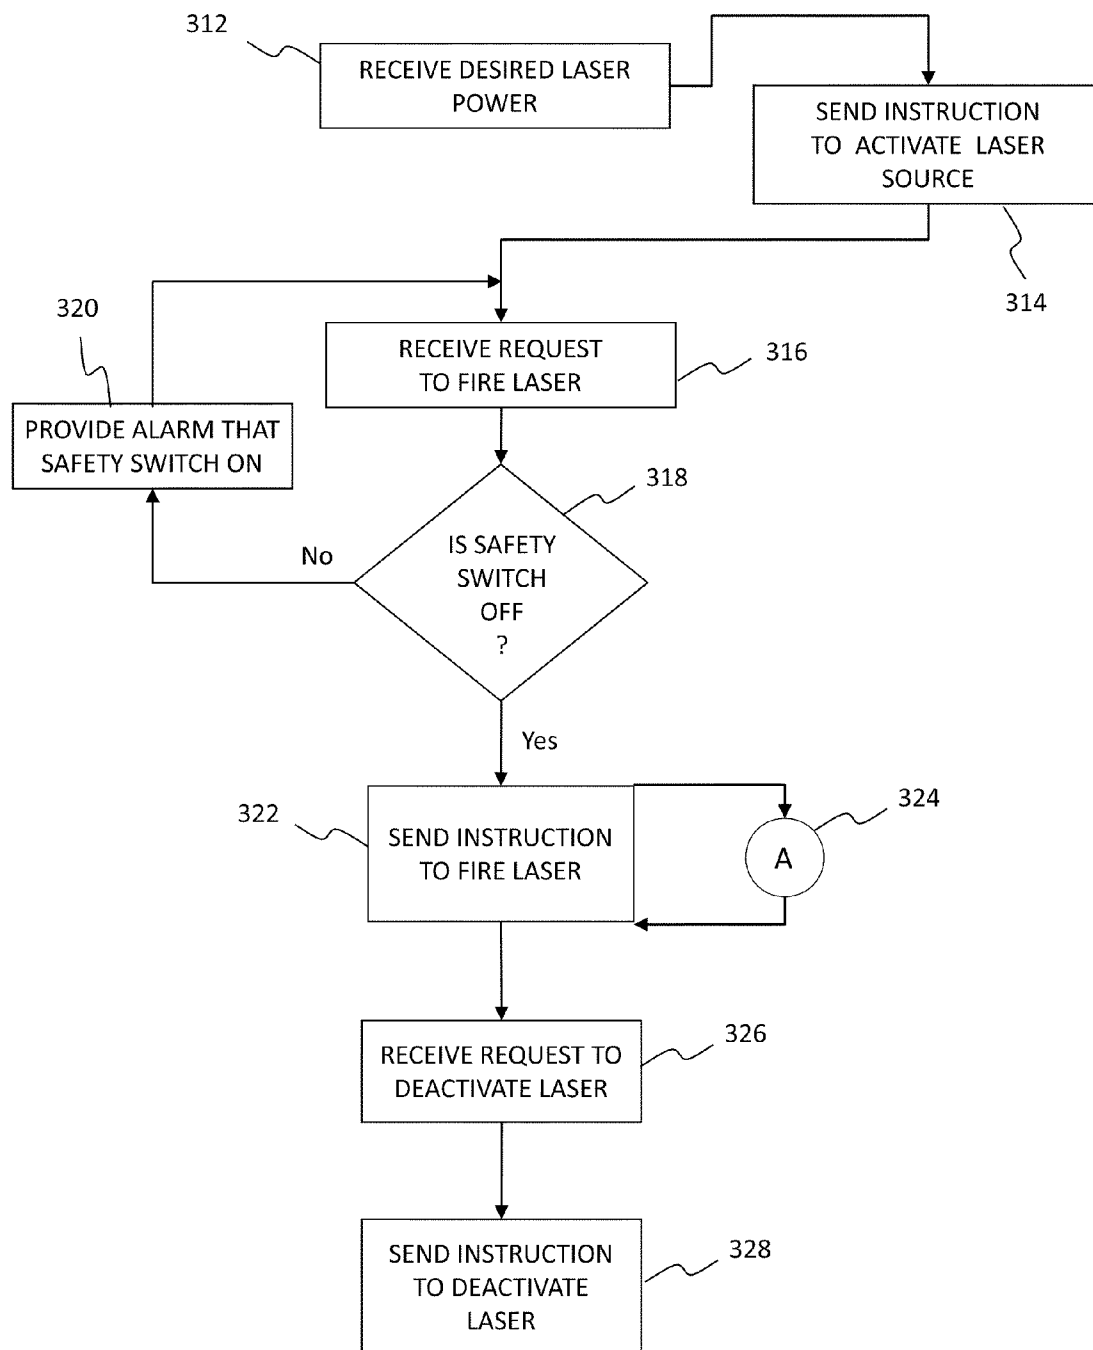 312
RECEIVE DESIRED LASER
POWER
SEND INSTRUCTION
TO ACTIVATE LASER
SOURCE
314
320
RECEIVE REQUEST
TO FIRE LASER
316
PROVIDE ALARM THAT
SAFETY SWITCH ON
318
No
IS SAFETY
SWITCH
OFF
?
Yes
322
SEND INSTRUCTION
TO FIRE LASER
324
A
326
RECEIVE REQUEST TO
DEACTIVATE LASER
SEND INSTRUCTION
TO DEACTIVATE
LASER
328